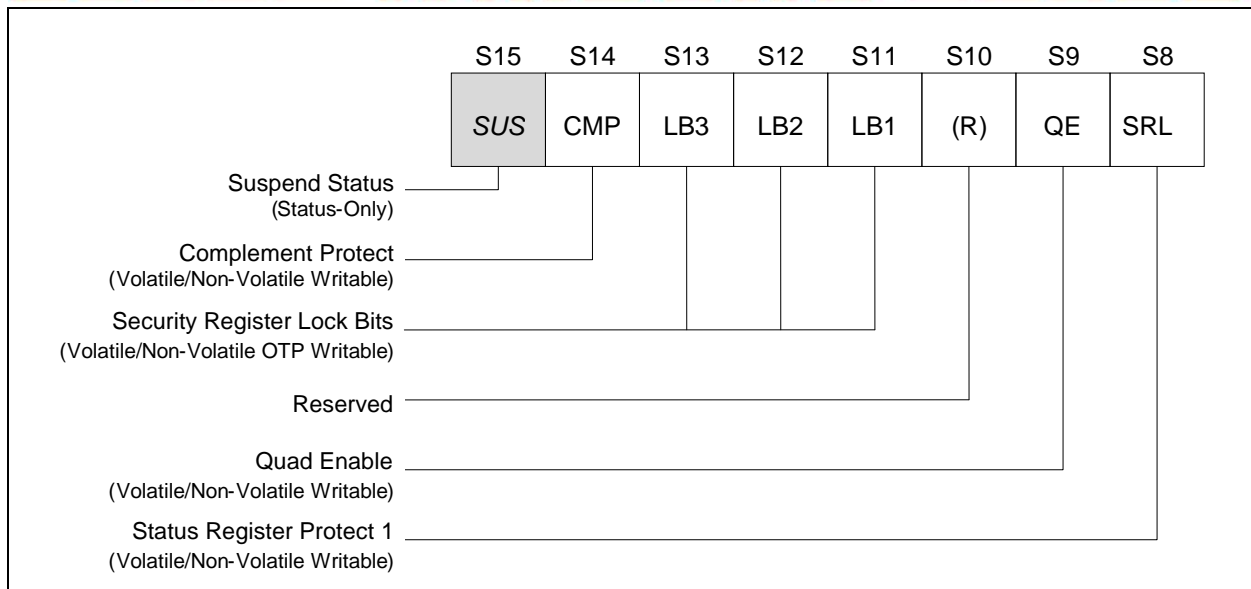 S15 S14 S13 S12 S11 S10 S9 S8
SUS CMP LB3 LB2 LB1 (R) QE SRL
Suspend Status
(Status-Only)
Complement Protect
(Volatile/Non-Volatile Writable)
Security Register Lock Bits
(Volatile/Non-Volatile OTP Writable)
Reserved
Quad Enable
(Volatile/Non-Volatile Writable)
Status Register Protect 1
(Volatile/Non-Volatile Writable)